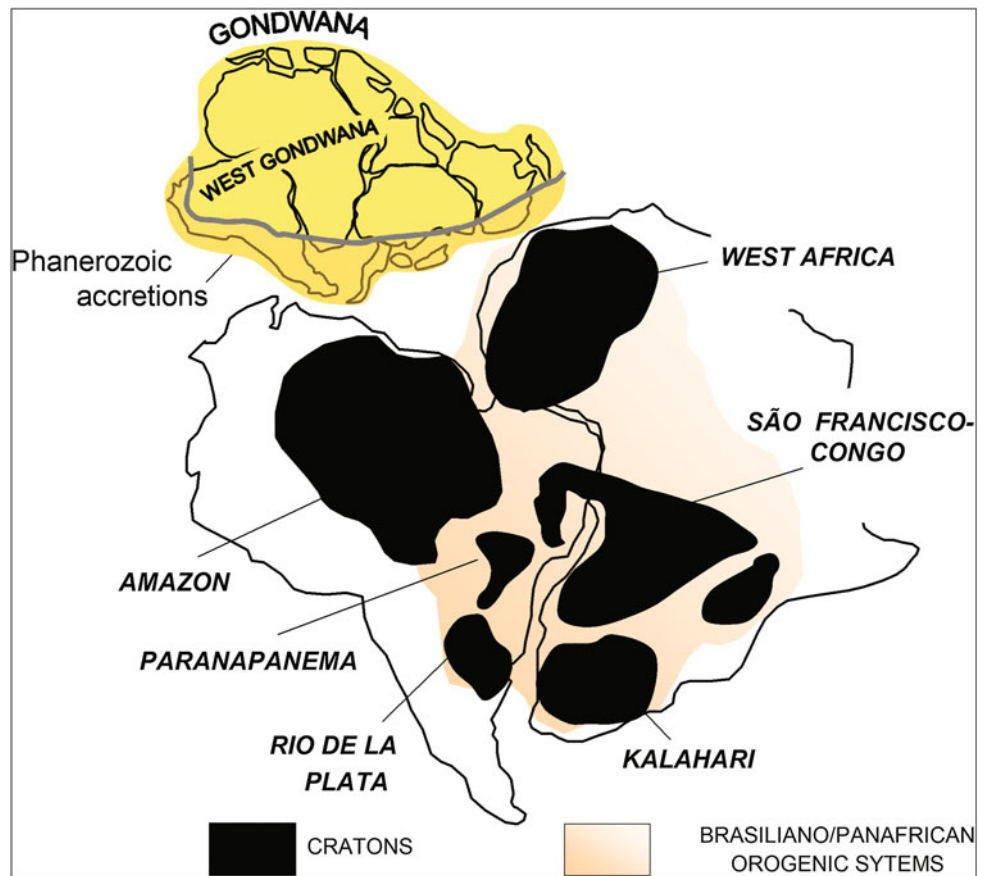 GONDWANA
WEST GONDWANA
Phanerozoic
accretions
WEST AFRICA
SÃO FRANCISCO-
CONGO
AMAZON
PARANAPANEMA
RIO DE LA
PLATA
KALAHARI
CRATONS
BRASILIANO/PANAFRICAN
OROGENIC SYTEMS